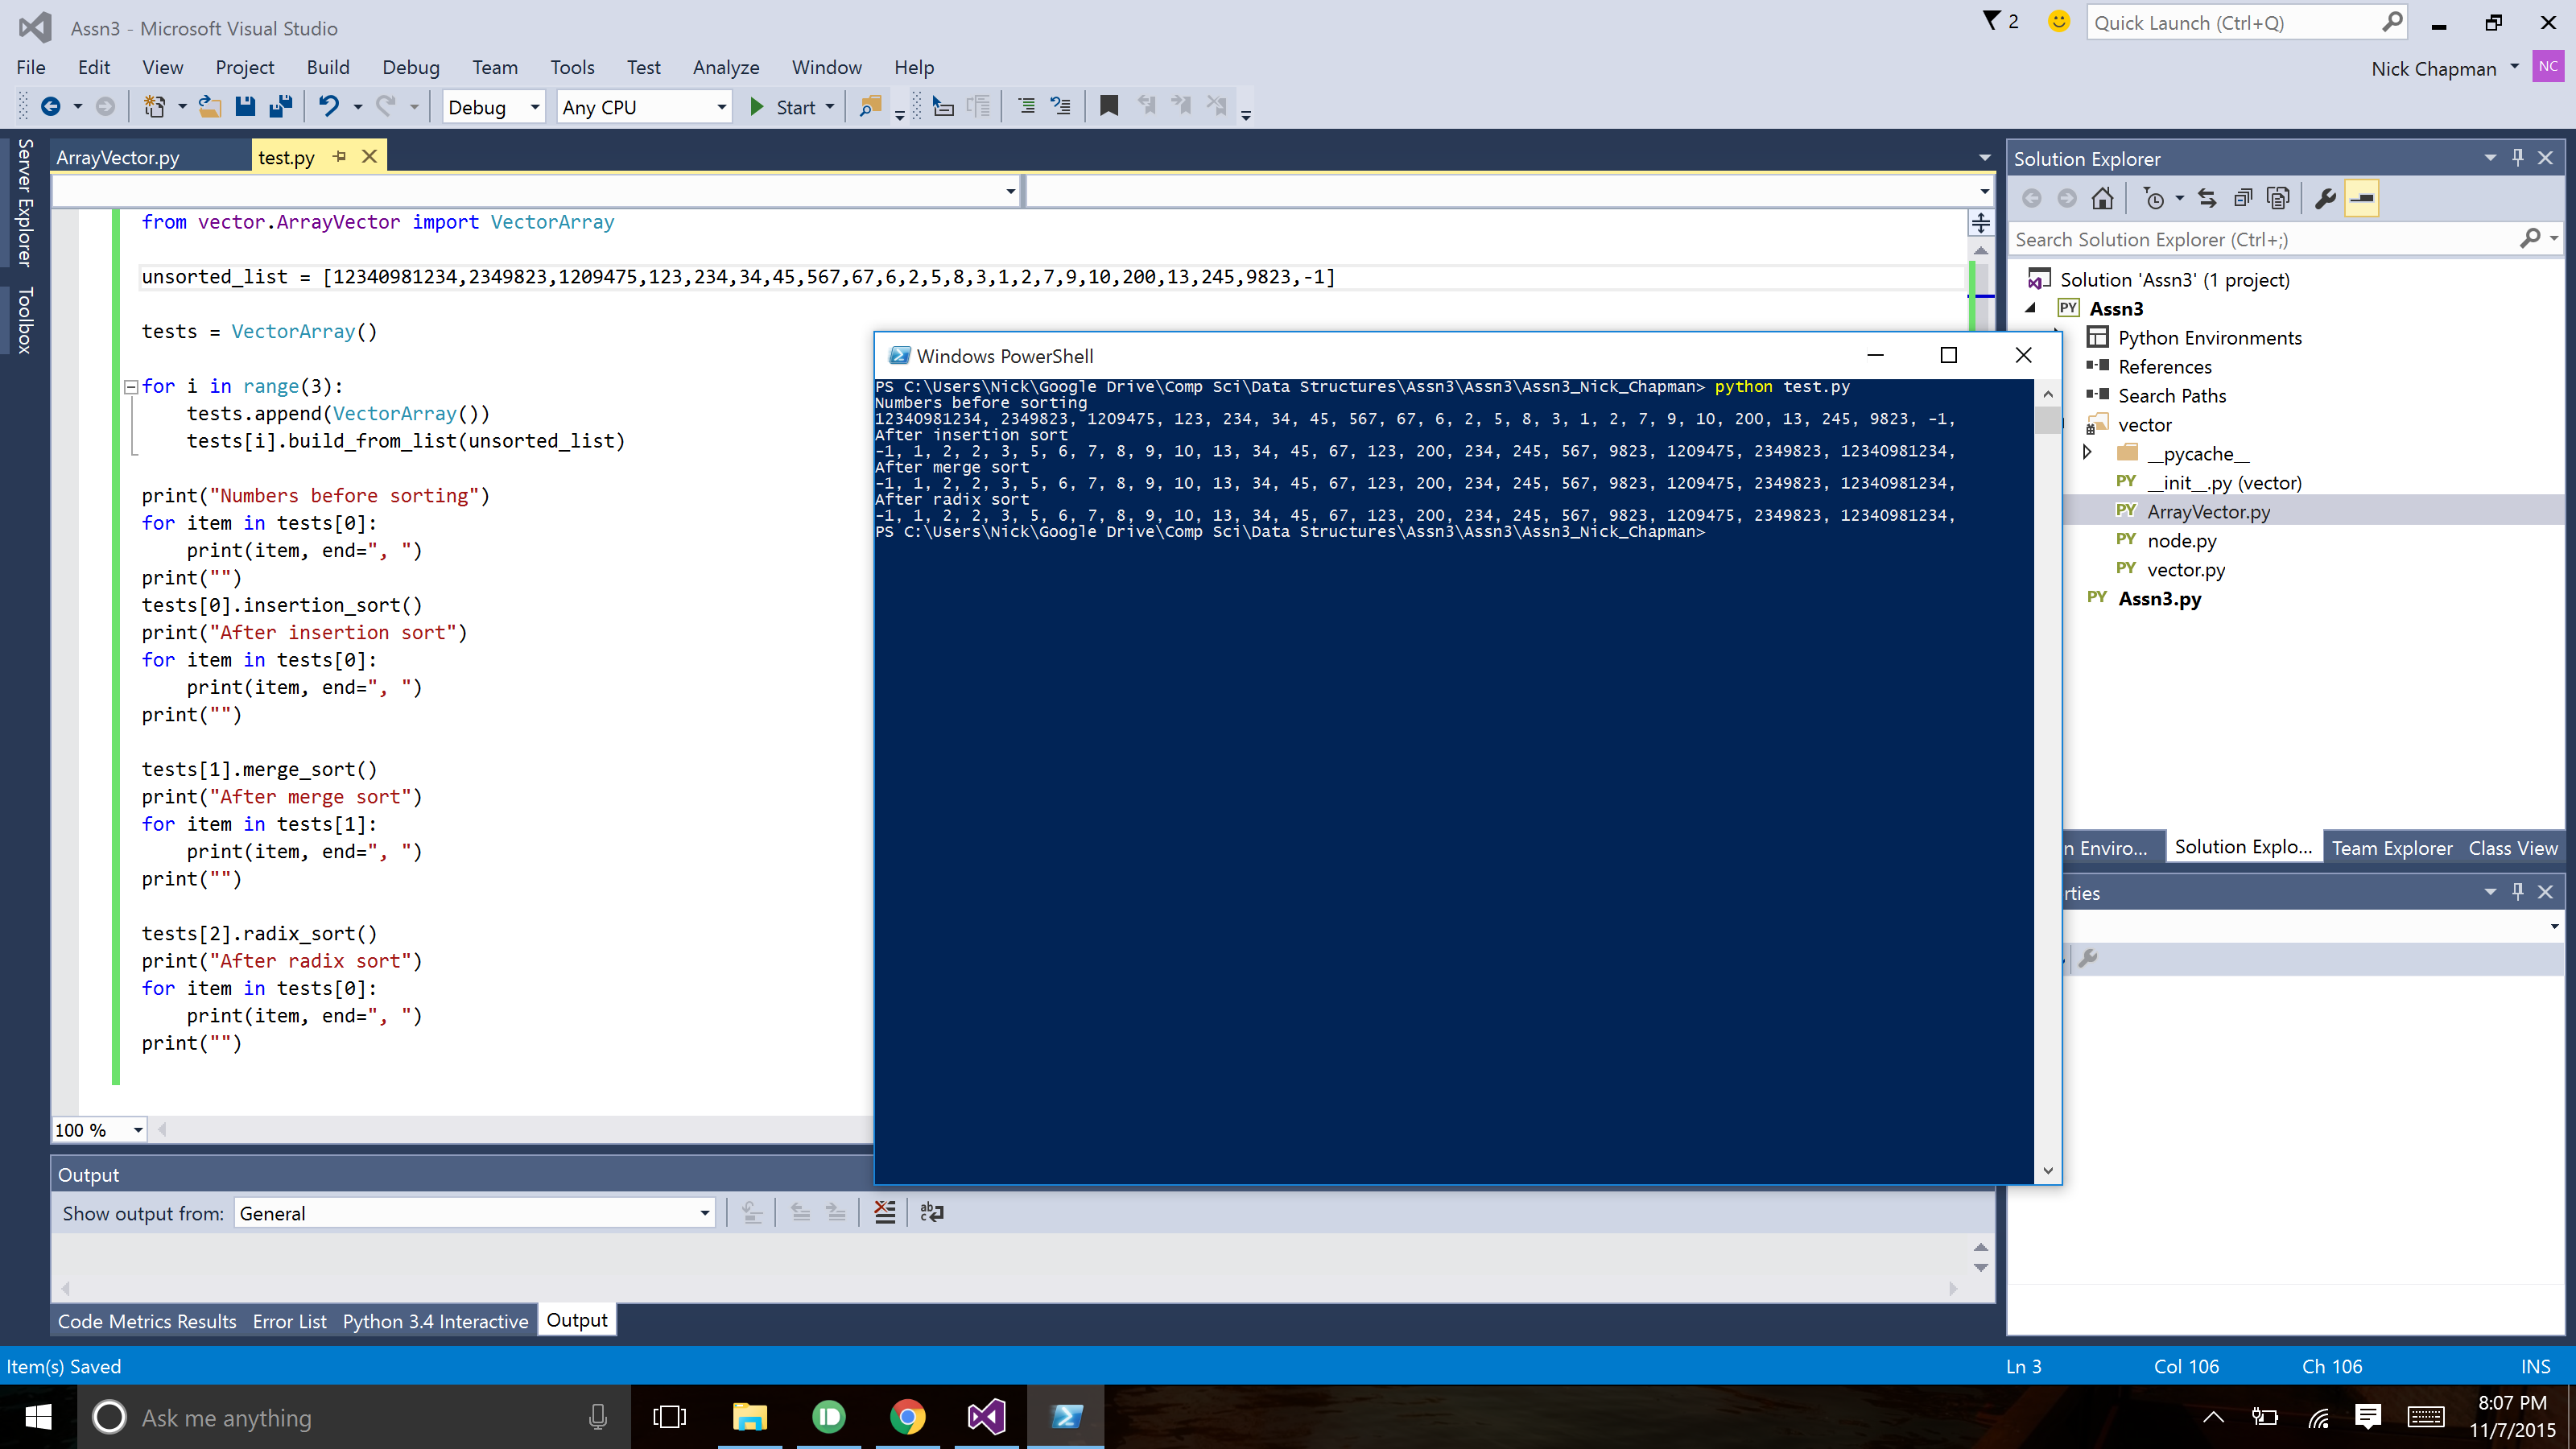 Assn3 - Microsoft Visual Studio
2
Quick Launch (Ctrl+Q)
File Edit View Project Build Debug Team Tools Test Analyze Window Help
Nick Chapman
NC
Debug Any CPU Start
Server Explorer
Toolbox
ArrayVector.py test.py
from vector.ArrayVector import VectorArray
unsorted_list = [12340981234,2349823,1209475,123,234,34,45,567,67,6,2,5,8,3,1,2,7,9,10,200,13,245,9823,-1]
tests = VectorArray()
for i in range(3):
    tests.append(VectorArray())
    tests[i].build_from_list(unsorted_list)
print("Numbers before sorting")
for item in tests[0]:
    print(item, end=", ")
print("")
tests[0].insertion_sort()
print("After insertion sort")
for item in tests[0]:
    print(item, end=", ")
print("")
tests[1].merge_sort()
print("After merge sort")
for item in tests[1]:
    print(item, end=", ")
print("")
tests[2].radix_sort()
print("After radix sort")
for item in tests[0]:
    print(item, end=", ")
print("")
100 %
Windows PowerShell
PS C:\Users\Nick\Google Drive\Comp Sci\Data Structures\Assn3\Assn3\Assn3_Nick_Chapman> python test.py
Numbers before sorting
12340981234, 2349823, 1209475, 123, 234, 34, 45, 567, 67, 6, 2, 5, 8, 3, 1, 2, 7, 9, 10, 200, 13, 245, 9823, -1,
After insertion sort
-1, 1, 2, 2, 3, 5, 6, 7, 8, 9, 10, 13, 34, 45, 67, 123, 200, 234, 245, 567, 9823, 1209475, 2349823, 12340981234,
After merge sort
-1, 1, 2, 2, 3, 5, 6, 7, 8, 9, 10, 13, 34, 45, 67, 123, 200, 234, 245, 567, 9823, 1209475, 2349823, 12340981234,
After radix sort
-1, 1, 2, 2, 3, 5, 6, 7, 8, 9, 10, 13, 34, 45, 67, 123, 200, 234, 245, 567, 9823, 1209475, 2349823, 12340981234,
PS C:\Users\Nick\Google Drive\Comp Sci\Data Structures\Assn3\Assn3\Assn3_Nick_Chapman>
Solution Explorer
Search Solution Explorer (Ctrl+;)
Solution 'Assn3' (1 project)
PY Assn3
Python Environments
References
Search Paths
vector
__pycache__
PY __init__.py (vector)
PY ArrayVector.py
PY node.py
PY vector.py
PY Assn3.py
n Enviro... Solution Explo... Team Explorer Class View
rties
Output
Show output from: General
Code Metrics Results Error List Python 3.4 Interactive Output
Item(s) Saved
Ln 3 Col 106 Ch 106 INS
Ask me anything
8:07 PM
11/7/2015